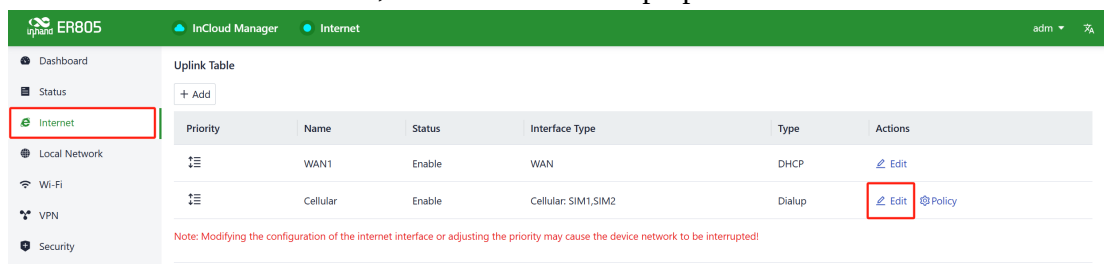 inhand ER805 InCloud Manager Internet adm
Dashboard
Status
Internet
Local Network
Wi-Fi
VPN
Security
Uplink Table
+ Add
Priority Name Status Interface Type Type Actions
WAN1 Enable WAN DHCP Edit
Cellular Enable Cellular: SIM1,SIM2 Dialup Edit Policy
Note: Modifying the configuration of the internet interface or adjusting the priority may cause the device network to be interrupted!